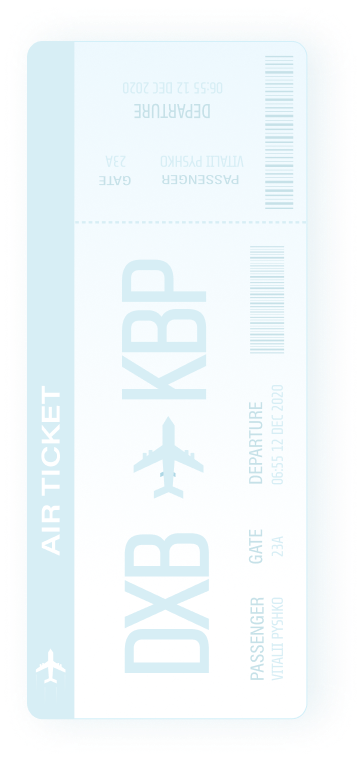 AIR TICKET
DXB KBP
PASSENGER
VITALII PYSHKO
GATE
23A
DEPARTURE
06:55 12 DEC 2020
PASSENGER
VITALII PYSHKO
GATE
23A
DEPARTURE
06:55 12 DEC 2020